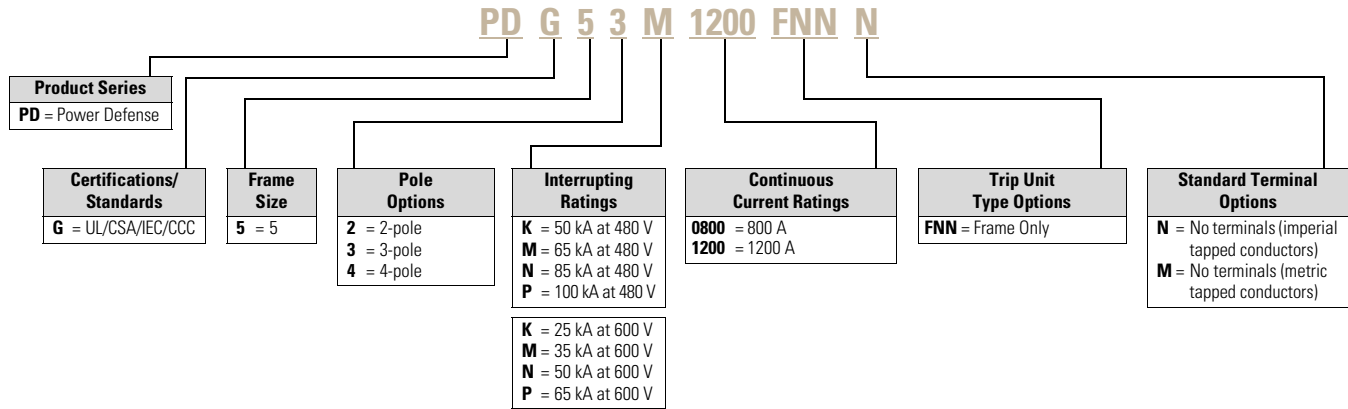 PD G 5 3 M 1200 FNN N
Product Series
PD = Power Defense
Certifications/
Standards
G = UL/CSA/IEC/CCC
Frame
Size
5 = 5
Pole
Options
2 = 2-pole
3 = 3-pole
4 = 4-pole
Interrupting
Ratings
K = 50 kA at 480 V
M = 65 kA at 480 V
N = 85 kA at 480 V
P = 100 kA at 480 V
K = 25 kA at 600 V
M = 35 kA at 600 V
N = 50 kA at 600 V
P = 65 kA at 600 V
Continuous
Current Ratings
0800 = 800 A
1200 = 1200 A
Trip Unit
Type Options
FNN = Frame Only
Standard Terminal
Options
N = No terminals (imperial
tapped conductors)
M = No terminals (metric
tapped conductors)